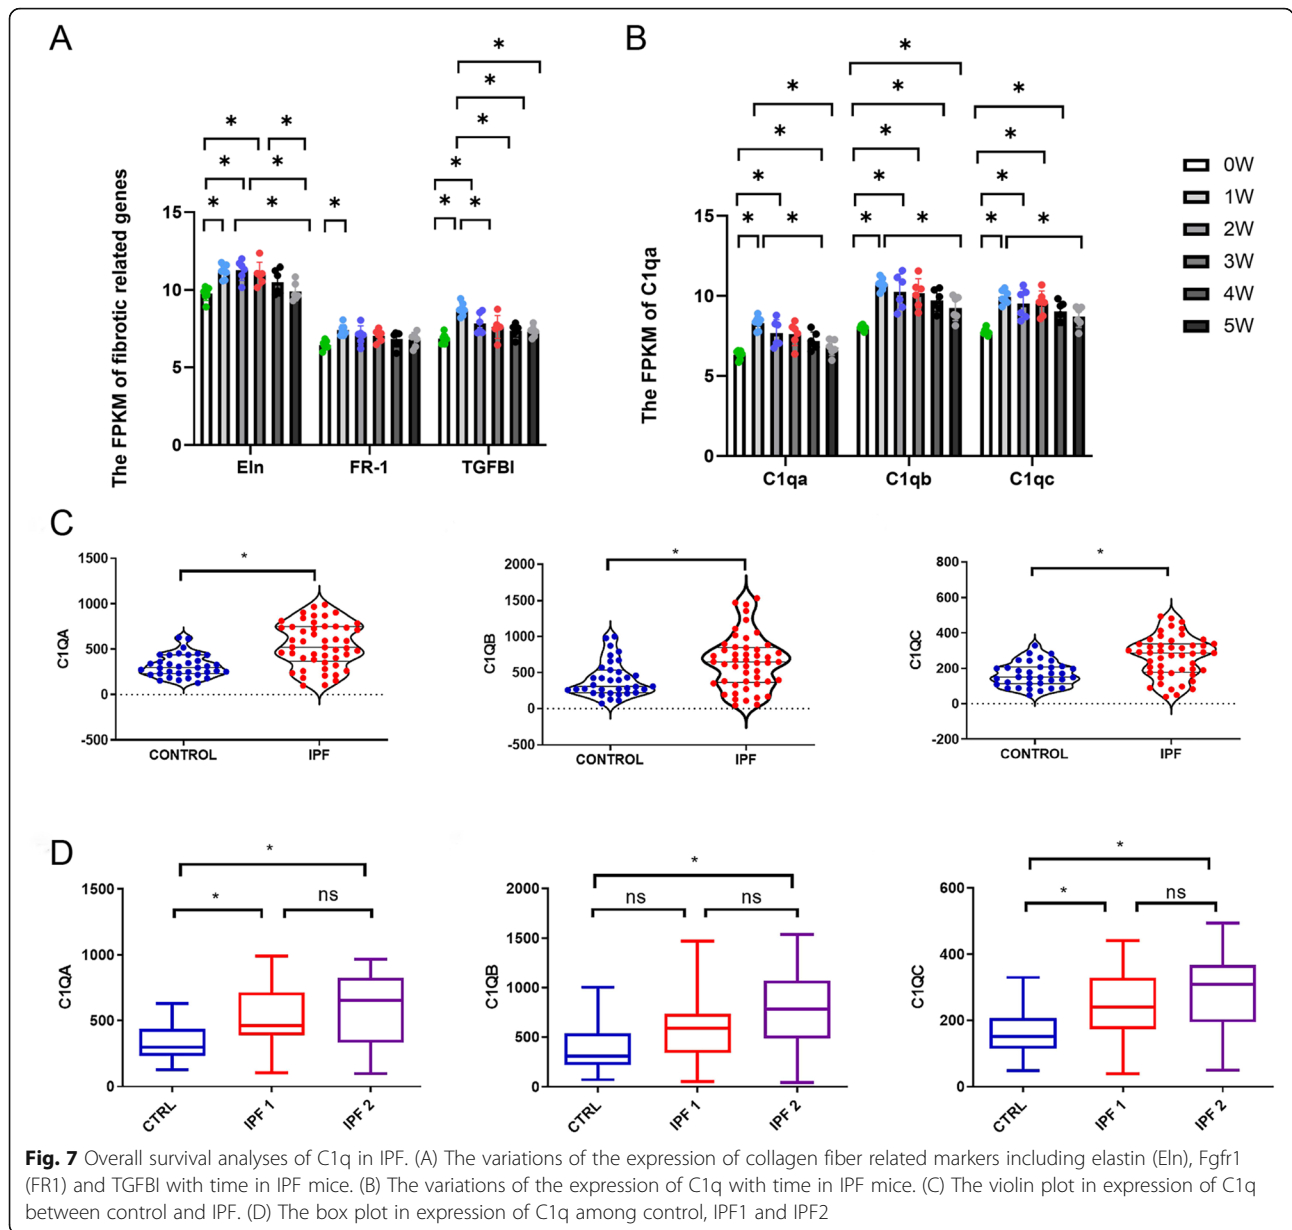 A
B
The FPKM of fibrotic related genes
15
10
5
0
* * * * * * * * * * * * * *
Eln FR-1 TGFBI
The FPKM of C1qa
15
10
5
0
* * * * * * * * * * * * * * *
C1qa C1qb C1qc
0W
1W
2W
3W
4W
5W
C
C1QA
1500
1000
500
0
-500
*
CONTROL IPF
C1QB
2000
1500
1000
500
0
-500
*
CONTROL IPF
C1QC
800
600
400
200
0
-200
*
CONTROL IPF
D
C1QA
1500
1000
500
0
*
* ns
CTRL IPF 1 IPF 2
C1QB
2000
1500
1000
500
0
*
ns ns
CTRL IPF 1 IPF 2
C1QC
600
400
200
0
*
* ns
CTRL IPF 1 IPF 2
Fig. 7 Overall survival analyses of C1q in IPF. (A) The variations of the expression of collagen fiber related markers including elastin (Eln), Fgfr1
(FR1) and TGFBI with time in IPF mice. (B) The variations of the expression of C1q with time in IPF mice. (C) The violin plot in expression of C1q
between control and IPF. (D) The box plot in expression of C1q among control, IPF1 and IPF2